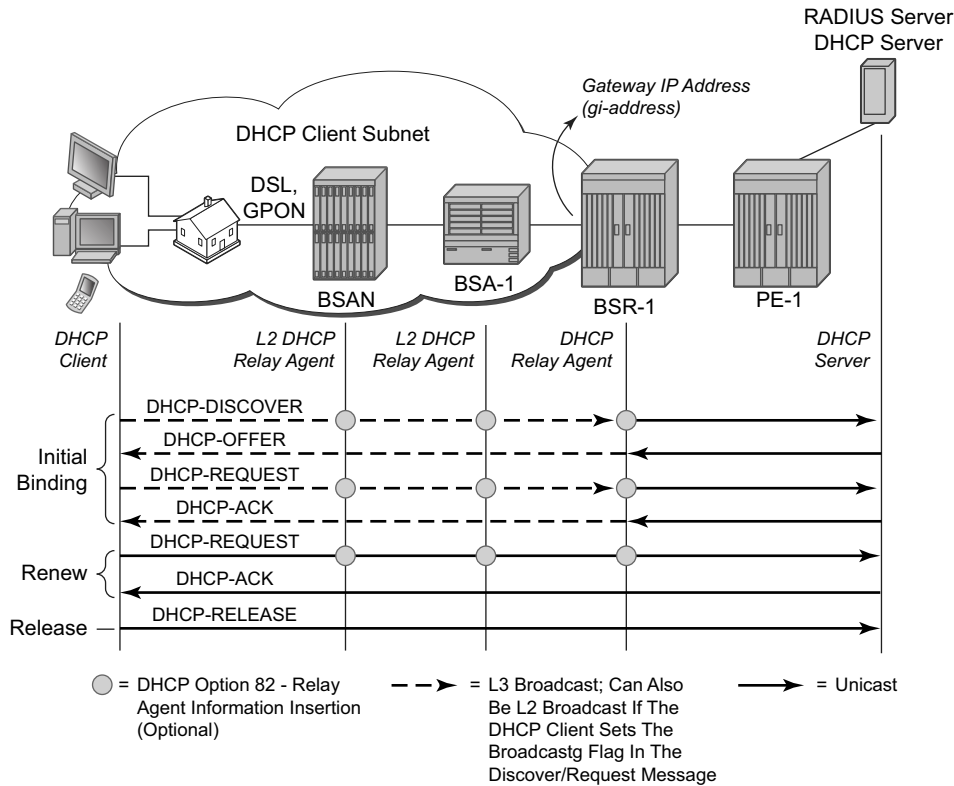 RADIUS Server
DHCP Server
Gateway IP Address
(gi-address)
DHCP Client Subnet
DSL,
GPON
BSAN
BSA-1
BSR-1
PE-1
DHCP
Client
L2 DHCP
Relay Agent
L2 DHCP
Relay Agent
DHCP
Relay Agent
DHCP
Server
Initial
Binding
DHCP-DISCOVER
DHCP-OFFER
DHCP-REQUEST
DHCP-ACK
Renew
DHCP-REQUEST
DHCP-ACK
Release
DHCP-RELEASE
= DHCP Option 82 - Relay
Agent Information Insertion
(Optional)
= L3 Broadcast; Can Also
Be L2 Broadcast If The
DHCP Client Sets The
Broadcastg Flag In The
Discover/Request Message
= Unicast